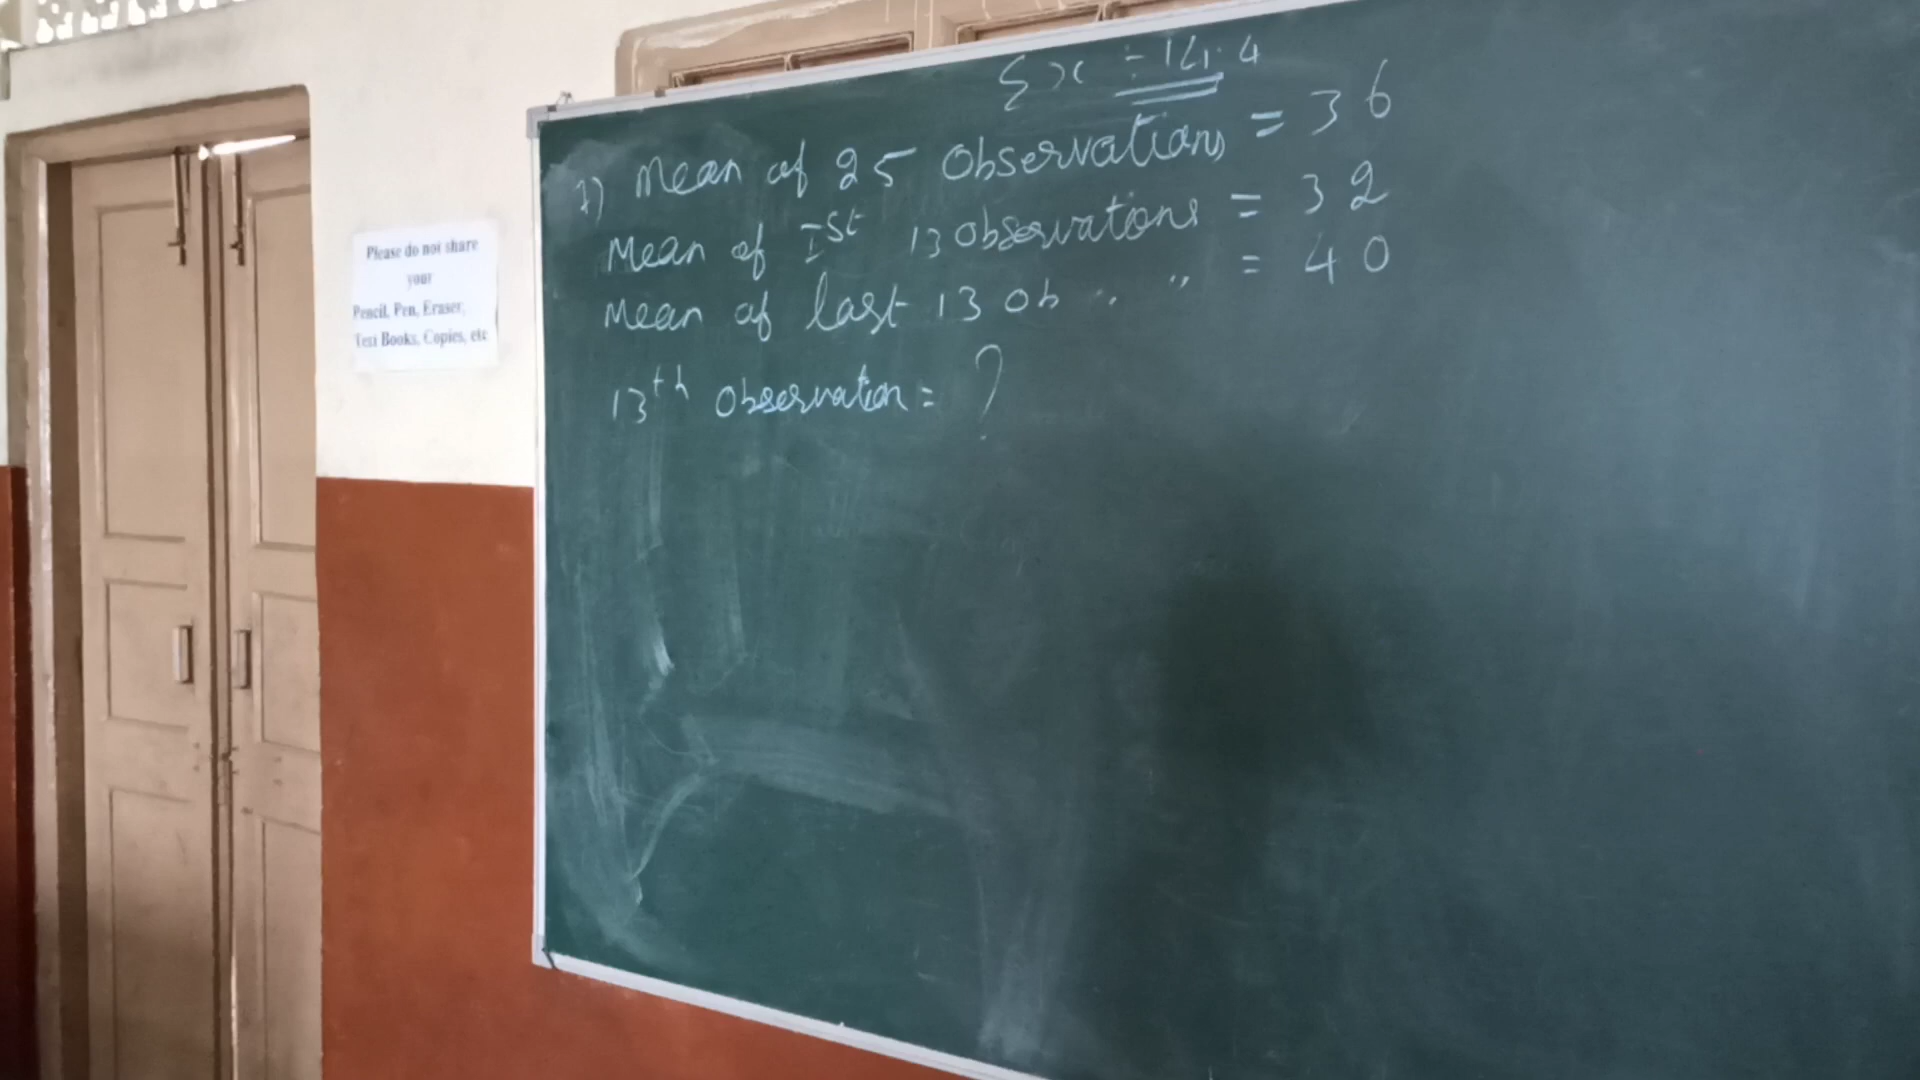 Please do not share
your
Pencil, Pen, Eraser,
Text Books, Copies, etc
Σx = 14.4
7) Mean of 25 Observations = 36
Mean of Ist 13 Observations = 32
Mean of last 13 Ob " " = 40
13th Observation = ?